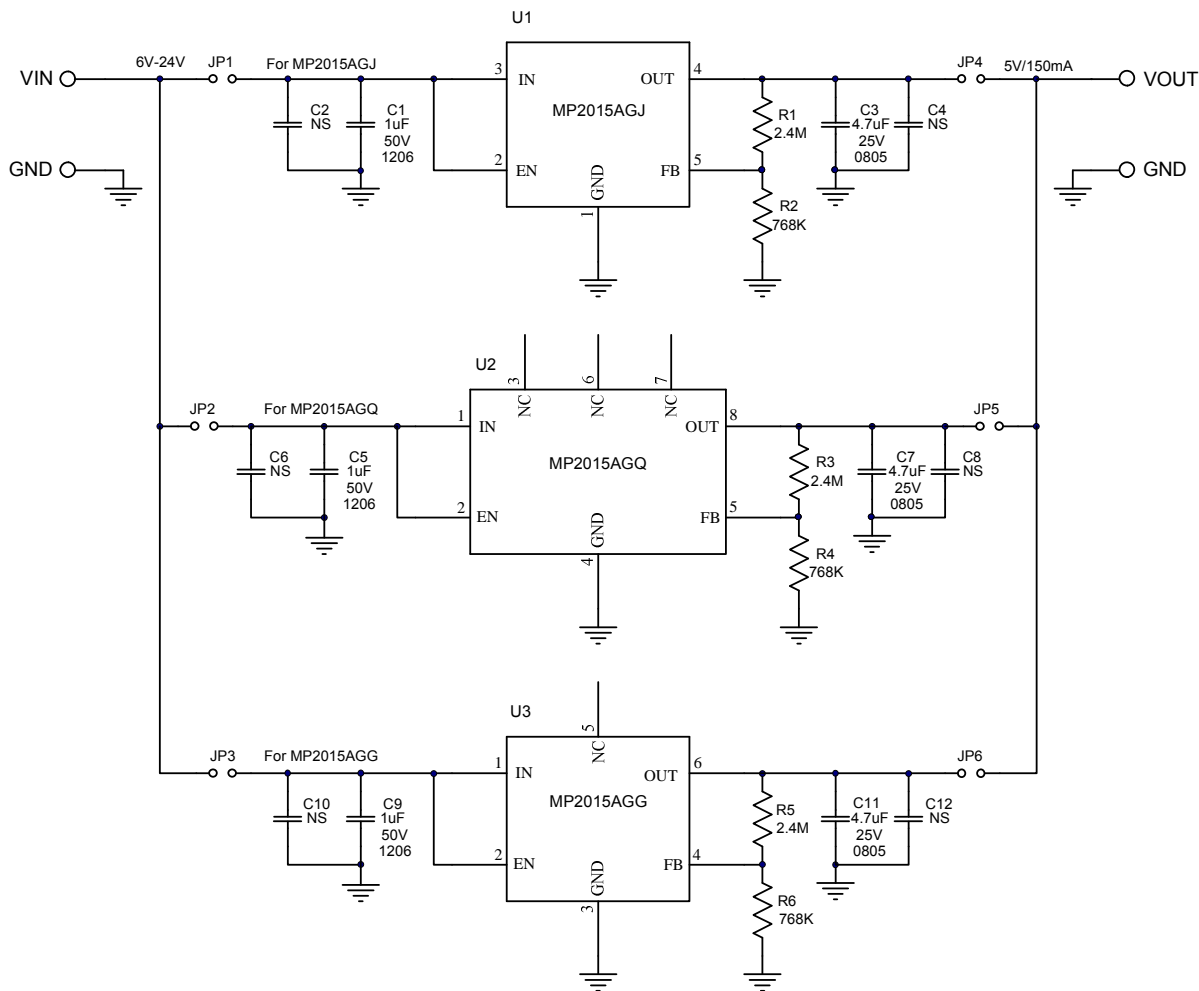 U1
VIN
6V-24V
JP1
For MP2015AGJ
3
IN
OUT
4
JP4
5V/150mA
VOUT
MP2015AGJ
C2
NS
C1
1uF
50V
1206
R1
2.4M
C3
4.7uF
25V
0805
C4
NS
GND
2
EN
GND
1
FB
5
GND
R2
768K
U2
3
NC
6
NC
7
NC
JP2
For MP2015AGQ
1
IN
OUT
8
JP5
MP2015AGQ
C6
NS
C5
1uF
50V
1206
R3
2.4M
C7
4.7uF
25V
0805
C8
NS
2
EN
GND
4
FB
5
R4
768K
U3
5
NC
JP3
For MP2015AGG
1
IN
OUT
6
JP6
MP2015AGG
C10
NS
C9
1uF
50V
1206
R5
2.4M
C11
4.7uF
25V
0805
C12
NS
2
EN
GND
3
FB
4
R6
768K